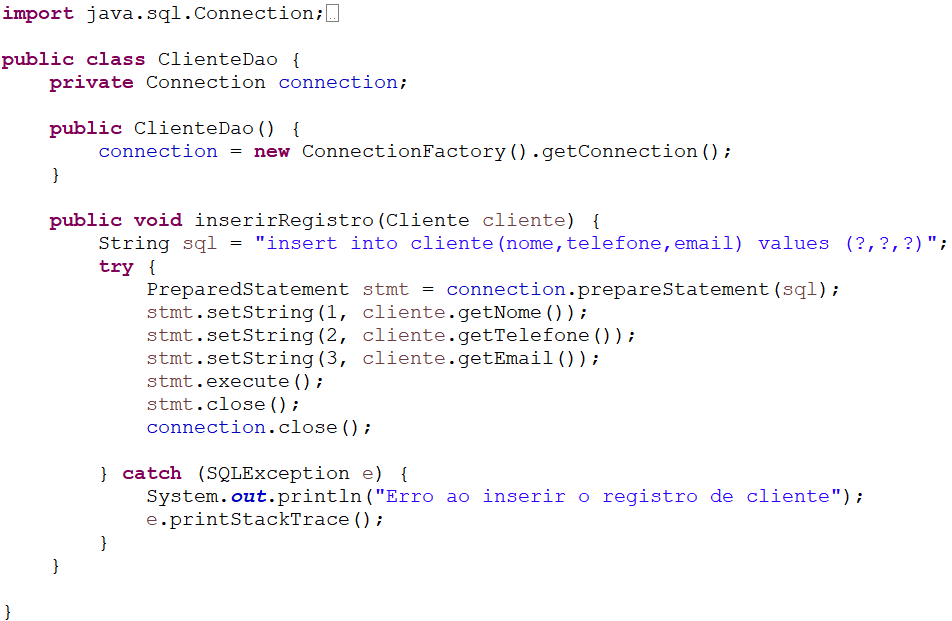 import java.sql.Connection;
public class ClienteDao {
private Connection connection;
public ClienteDao() {
connection = new ConnectionFactory().getConnection();
}
public void inserirRegistro(Cliente cliente) {
String sql = "insert into cliente(nome,telefone,email) values (?,?,?)";
try {
PreparedStatement stmt = connection.prepareStatement(sql);
stmt.setString(1, cliente.getNome());
stmt.setString(2, cliente.getTelefone());
stmt.setString(3, cliente.getEmail());
stmt.execute();
stmt.close();
connection.close();
} catch (SQLException e) {
System.out.println("Erro ao inserir o registro de cliente");
e.printStackTrace();
}
}
}